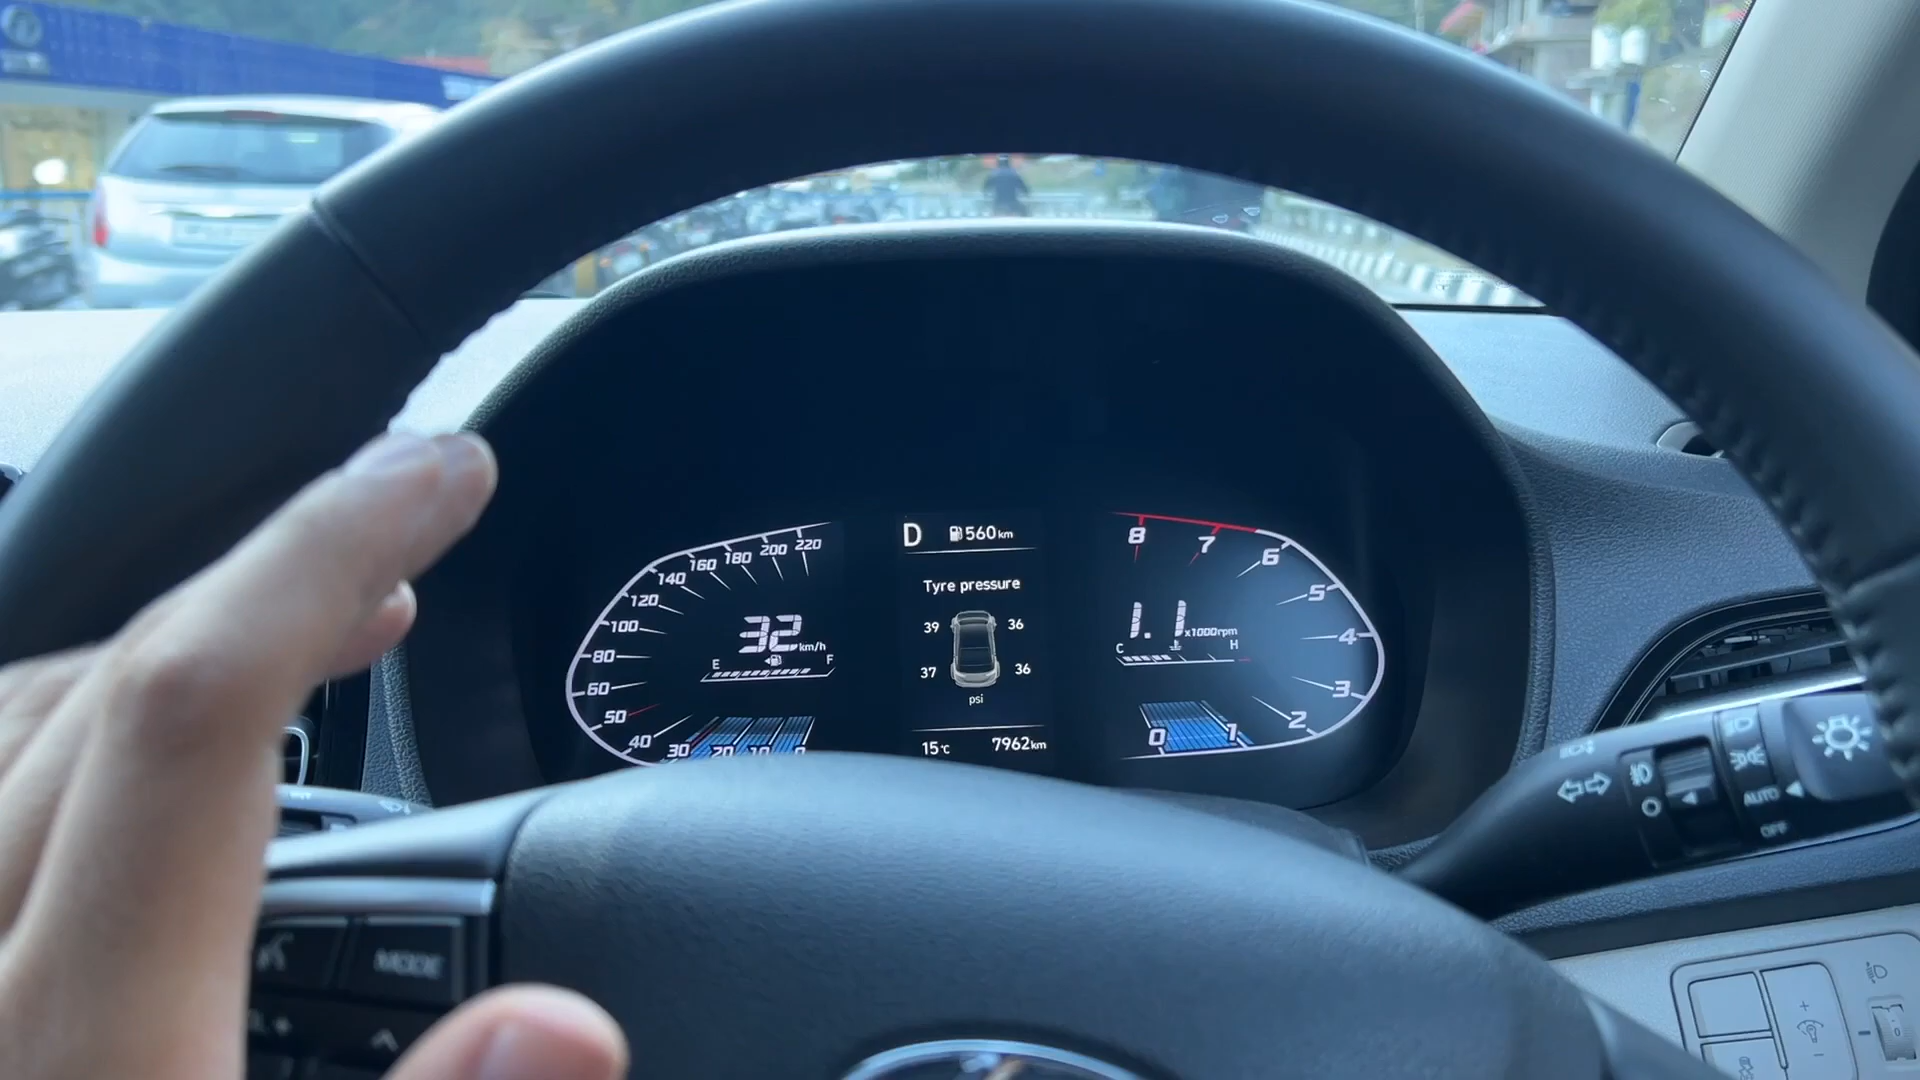 D 560km
Tyre pressure
39 36
37 36
psi
15℃ 7962km
220
200
180
160
140
120
100
80
60
50
40
30 20 10 0
32 km/h
E F
8
7
6
5
4
3
2
1
0
1.1 x1000rpm
C H
AUTO
OFF
MODE